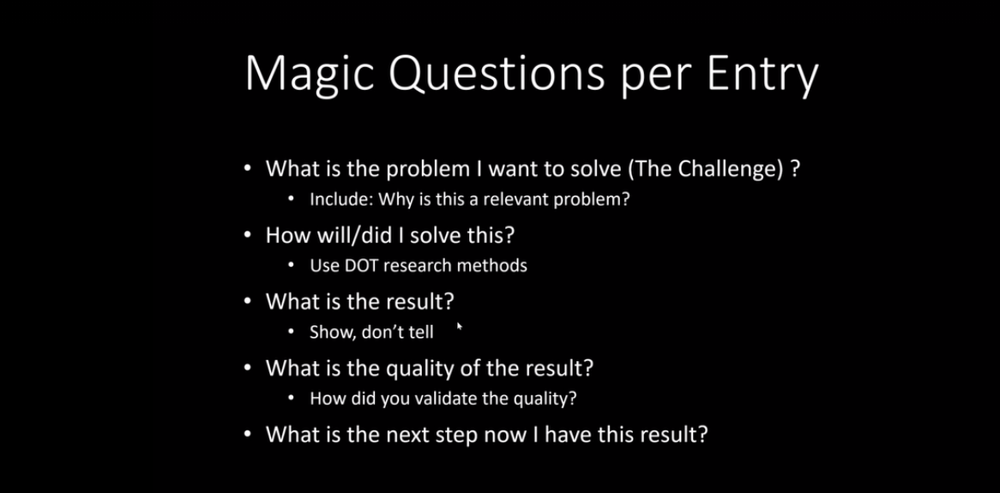 Magic Questions per Entry
• What is the problem I want to solve (The Challenge) ?
• Include: Why is this a relevant problem?
• How will/did I solve this?
• Use DOT research methods
• What is the result?
• Show, don’t tell
• What is the quality of the result?
• How did you validate the quality?
• What is the next step now I have this result?